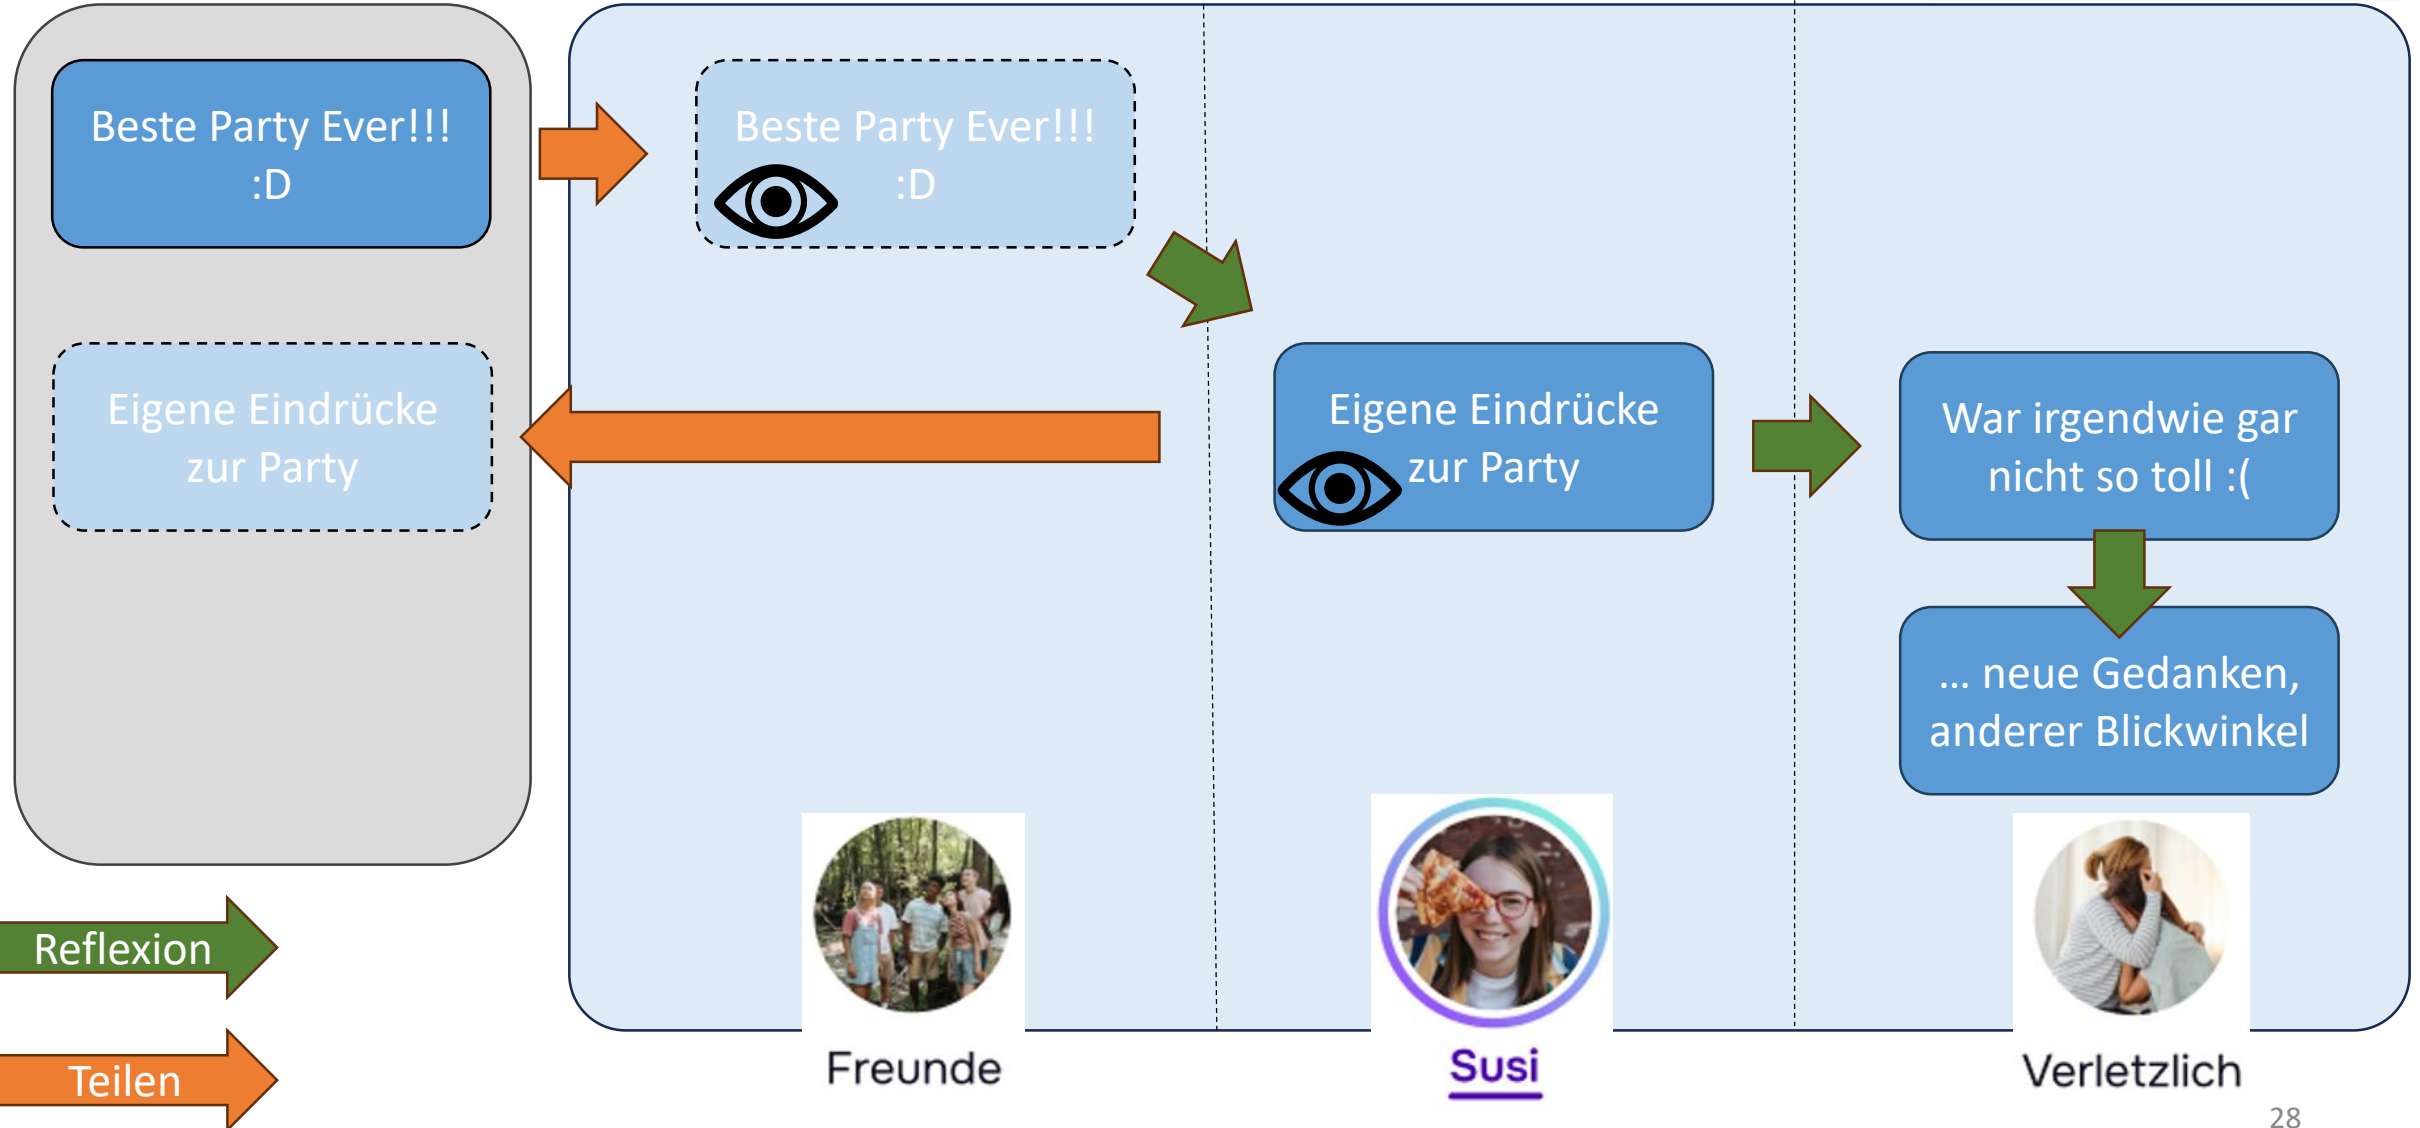 Beste Party Ever!!!
:D
Beste Party Ever!!!
:D
Eigene Eindrücke
zur Party
Eigene Eindrücke
zur Party
War irgendwie gar
nicht so toll :(
... neue Gedanken,
anderer Blickwinkel
Reflexion
Teilen
Freunde
Susi
Verletzlich
28